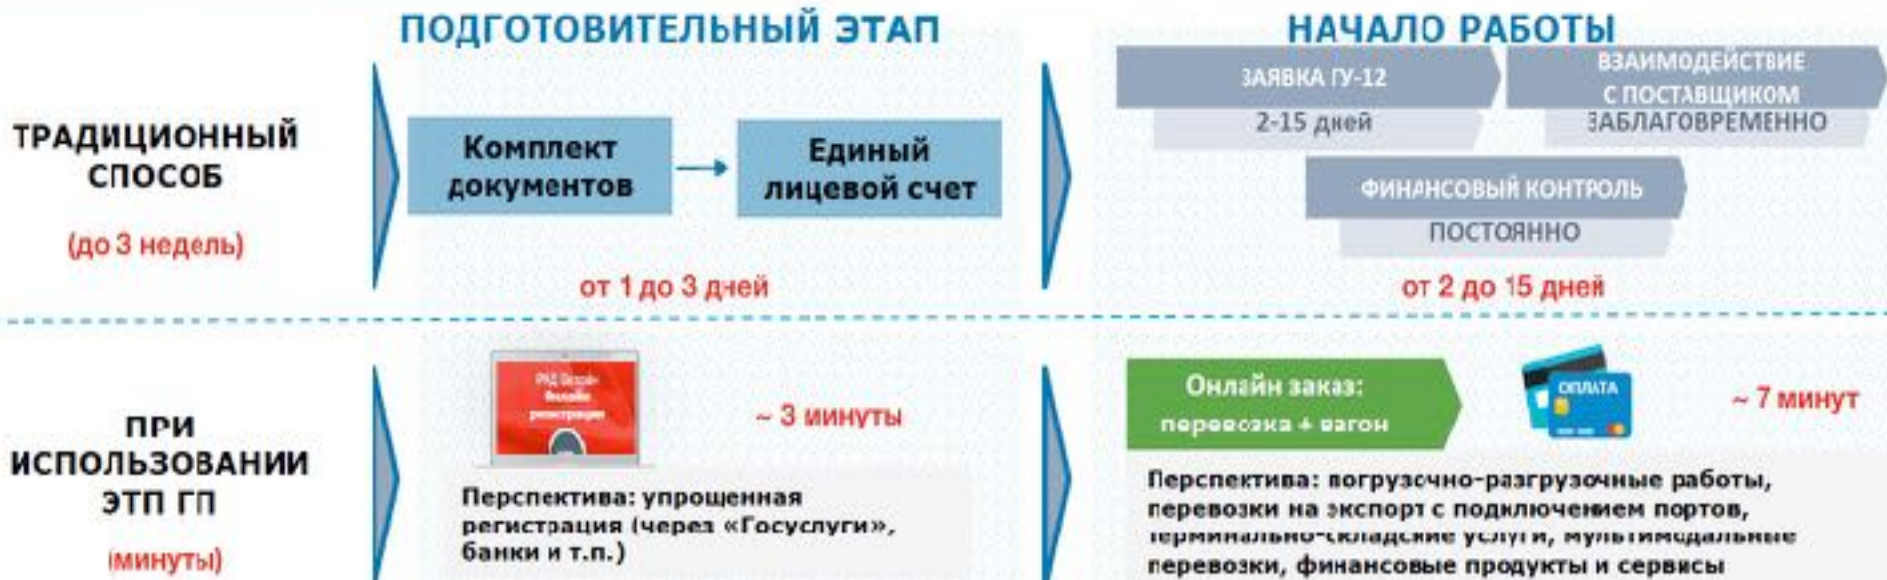 ПОДГОТОВИТЕЛЬНЫЙ ЭТАП
НАЧАЛО РАБОТЫ
ТРАДИЦИОННЫЙ
СПОСОБ
(до 3 недель)
Комплект
документов
Единый
лицевой счет
от 1 до 3 дней
ЗАЯВКА ГУ-12
2-15 дней
ВЗАИМОДЕЙСТВИЕ
С ПОСТАВЩИКОМ
ЗАБЛАГОВРЕМЕННО
ФИНАНСОВЫЙ КОНТРОЛЬ
ПОСТОЯННО
от 2 до 15 дней
ПРИ
ИСПОЛЬЗОВАНИИ
ЭТП ГП
(минуты)
Онлайн
регистрация
~ 3 минуты
Перспектива: упрощенная
регистрация (через «Госуслуги»,
банки и т.п.)
Онлайн заказ:
перевозка + вагон
ОПЛАТА
~ 7 минут
Перспектива: погрузочно-разгрузочные работы,
перевозки на экспорт с подключением портов,
терминально-складские услуги, мультимодальные
перевозки, финансовые продукты и сервисы